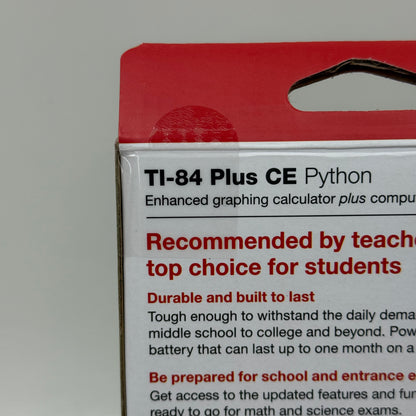 TI-84 Plus CE Python
Enhanced graphing calculator plus compu
Recommended by teache
top choice for students
Durable and built to last
Tough enough to withstand the daily dema
middle school to college and beyond. Pow
battery that can last up to one month on a
Be prepared for school and entrance e
Get access to the updated features and fun
ready to go for math and science exams.